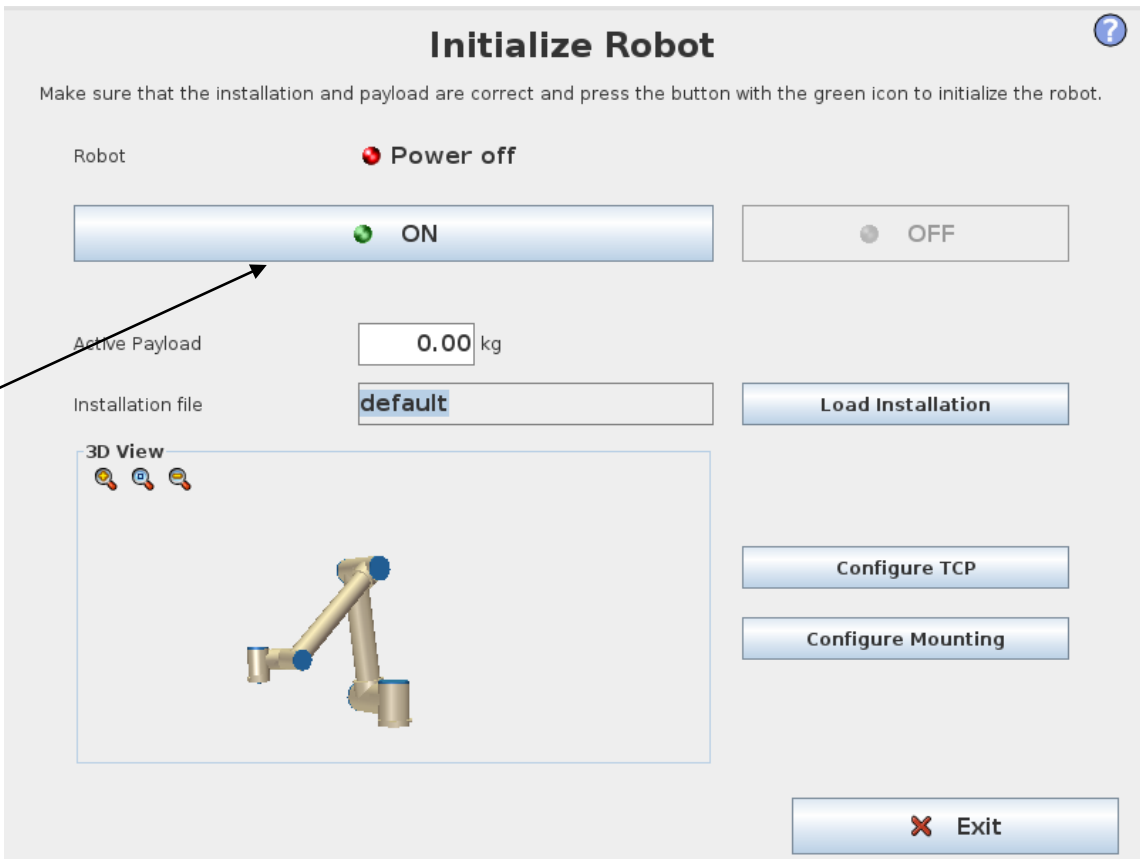 Initialize Robot
?
Make sure that the installation and payload are correct and press the button with the green icon to initialize the robot.
Robot
Power off
ON
OFF
Active Payload
0.00 kg
Installation file
default
Load Installation
3D View
Configure TCP
Configure Mounting
Exit